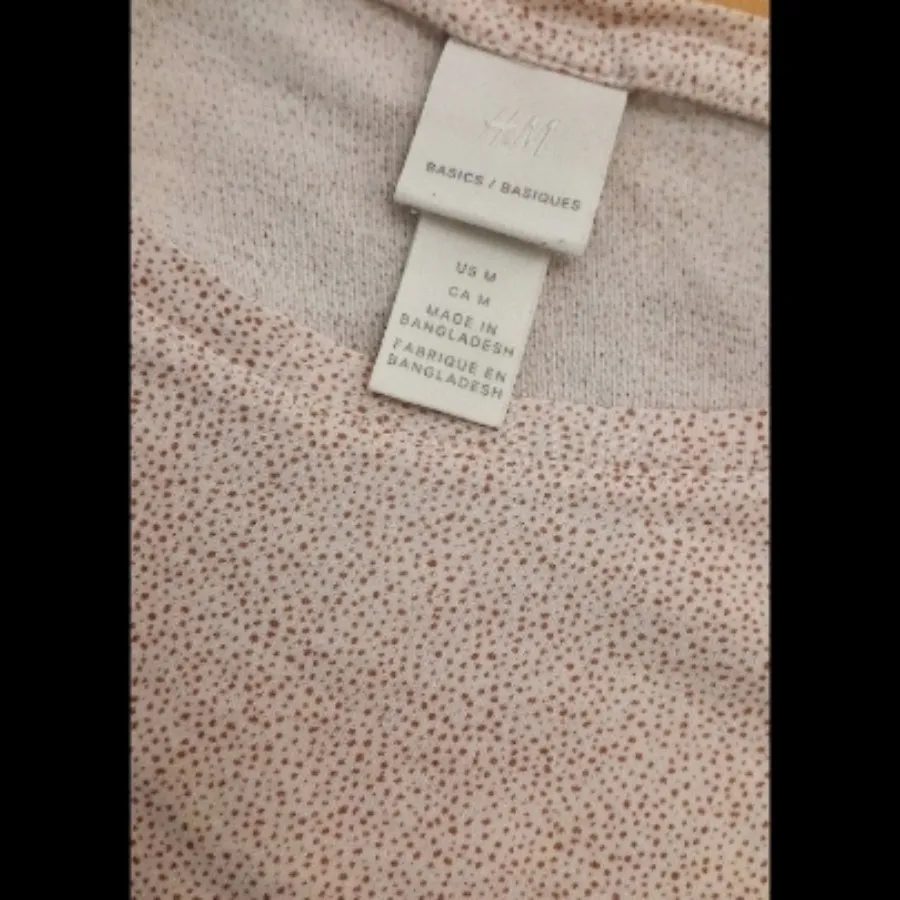 H&M
BASICS / BASIQUES
US M
CA M
MADE IN
BANGLADESH
FABRIQUE EN
BANGLADESH